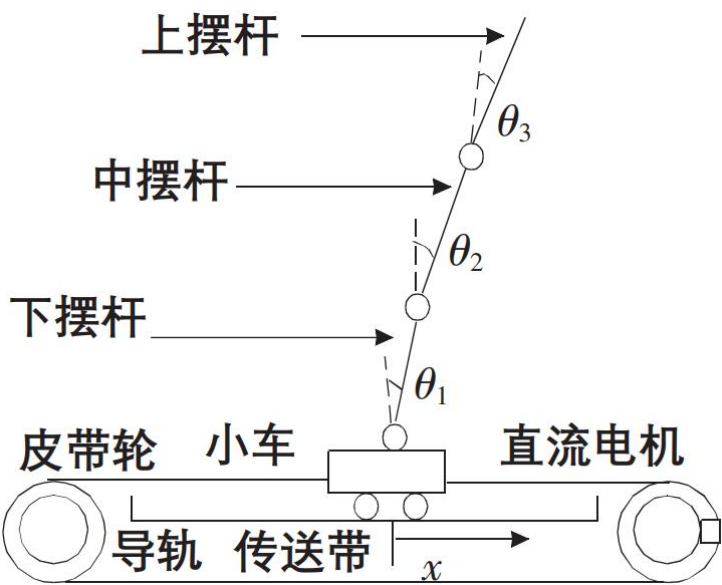 上摆杆
θ3
中摆杆
θ2
下摆杆
θ1
皮带轮 小车 直流电机
导轨 传送带 x